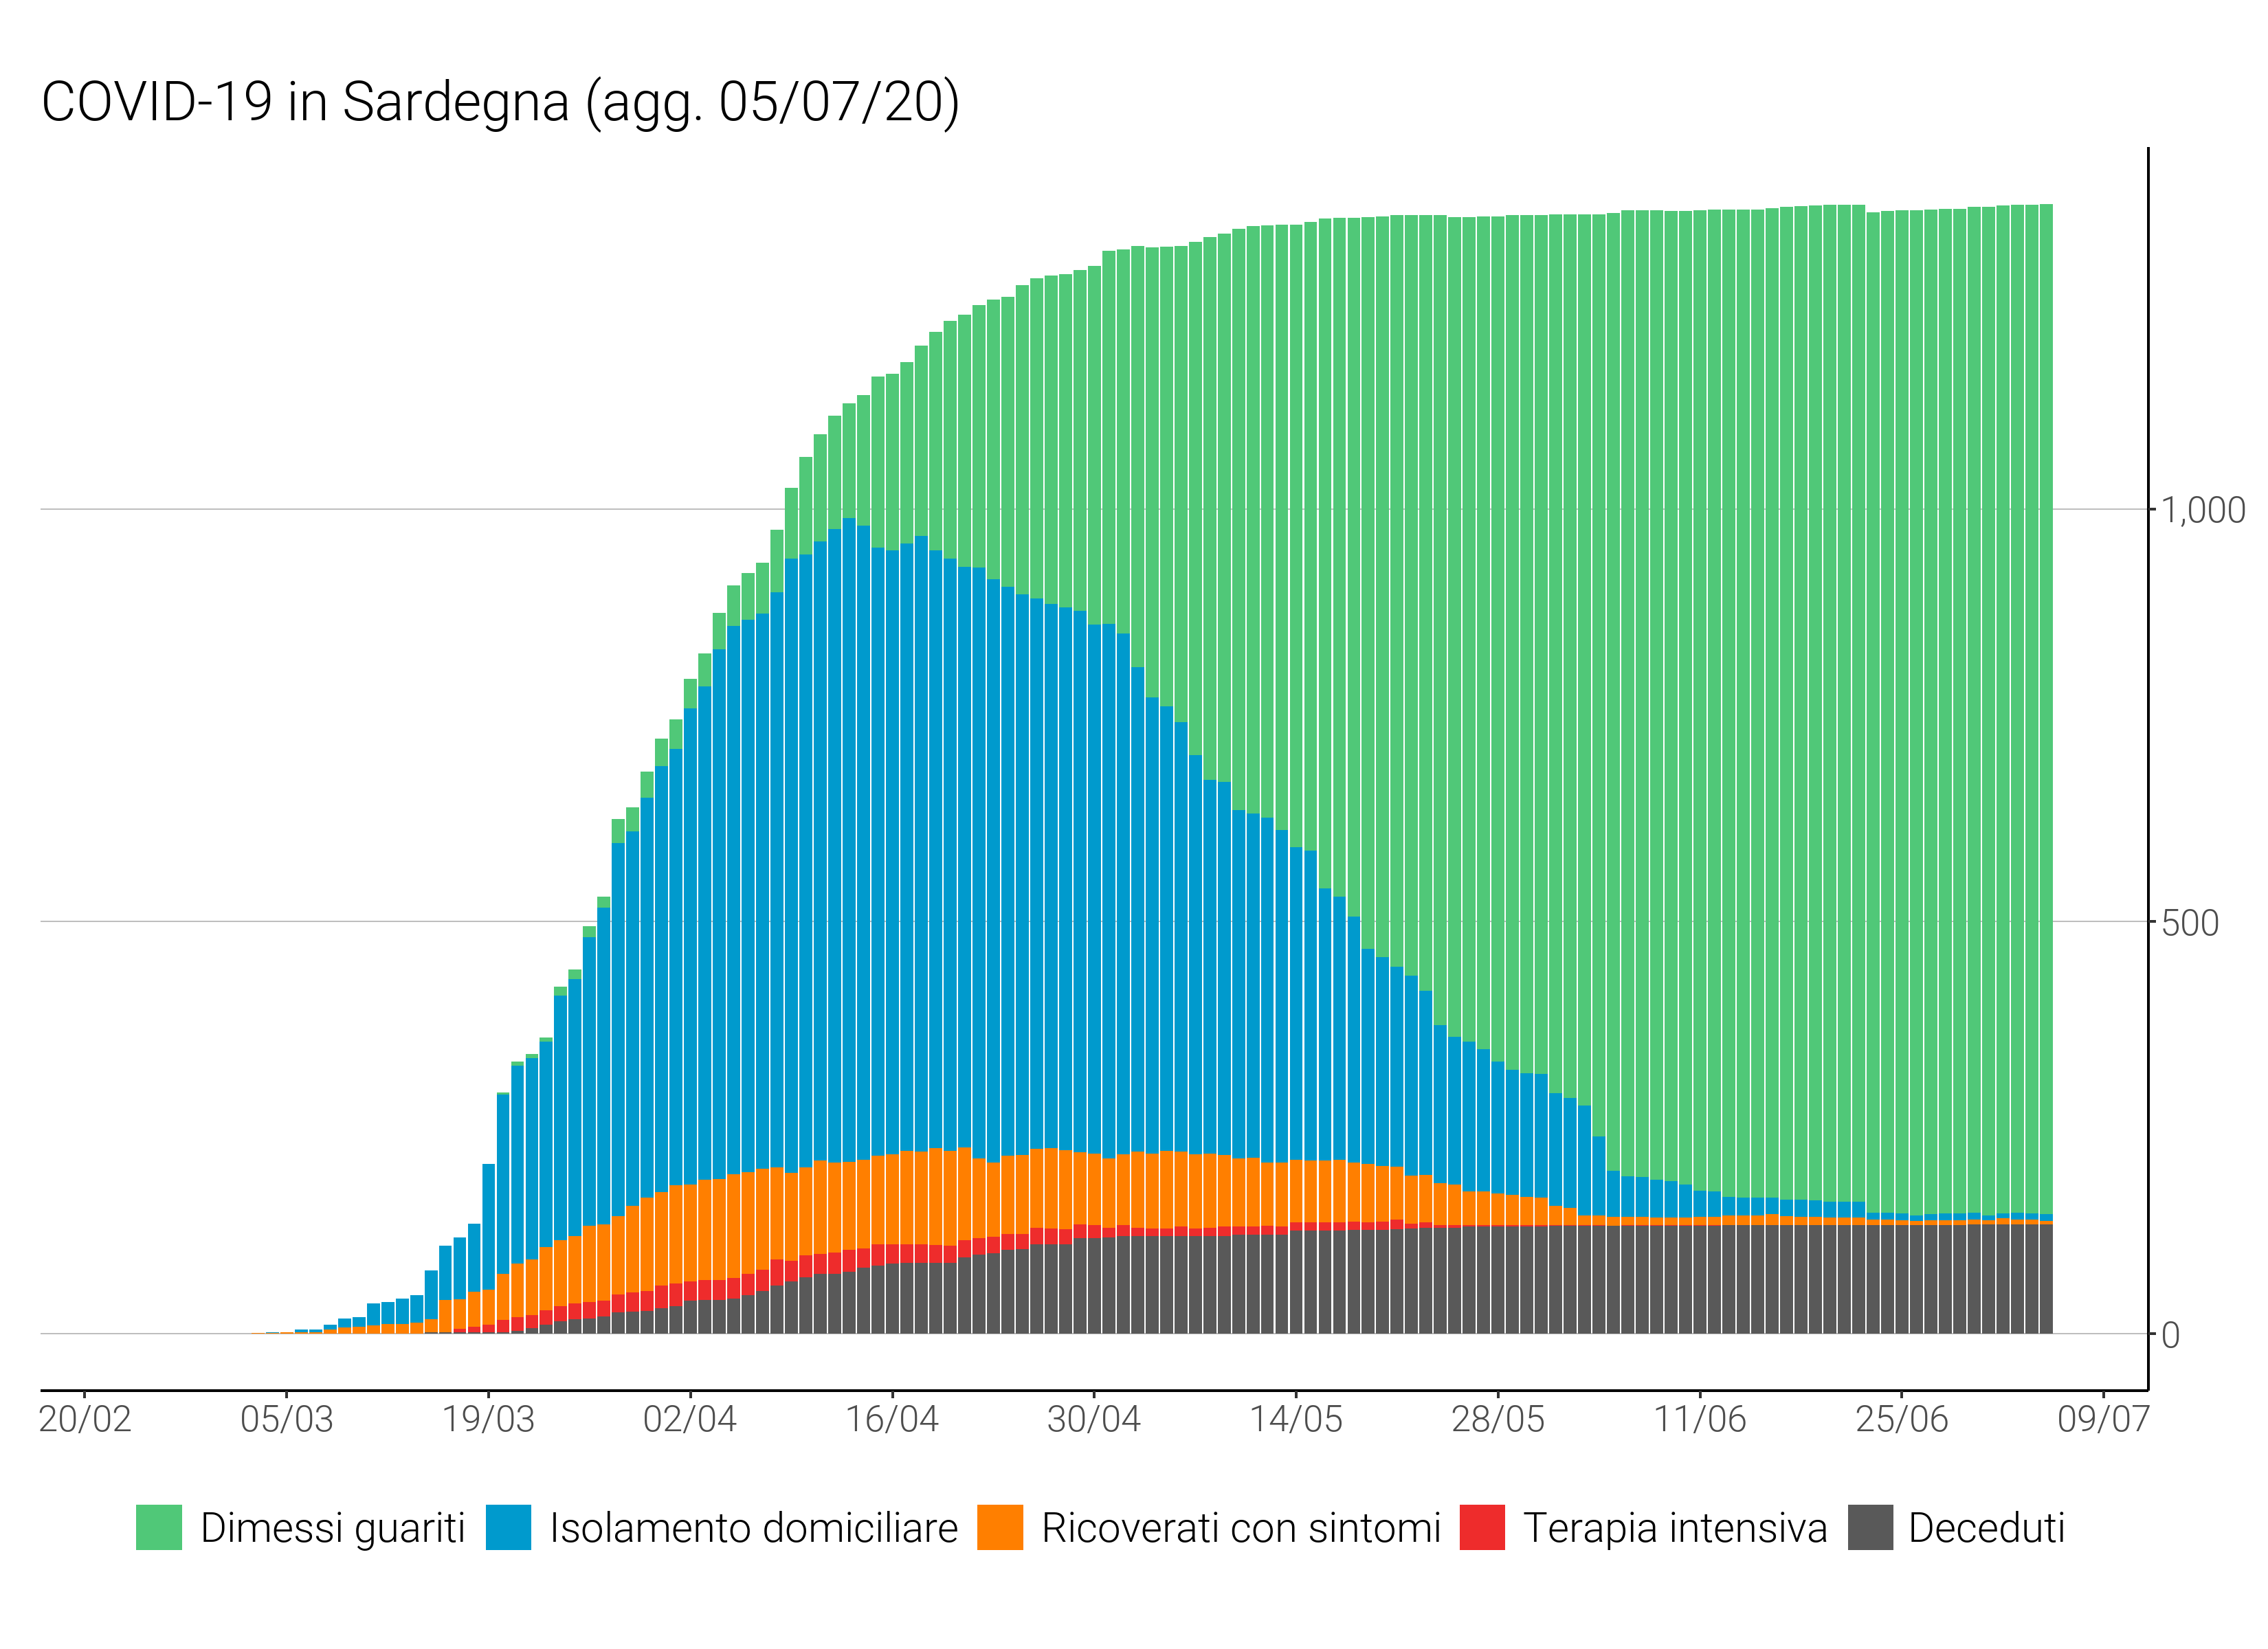 COVID-19 in Sardegna (agg. 05/07/20)
1,000
500
0
20/02 05/03 19/03 02/04 16/04 30/04 14/05 28/05 11/06 25/06 09/07
Dimessi guariti Isolamento domiciliare Ricoverati con sintomi Terapia intensiva Deceduti